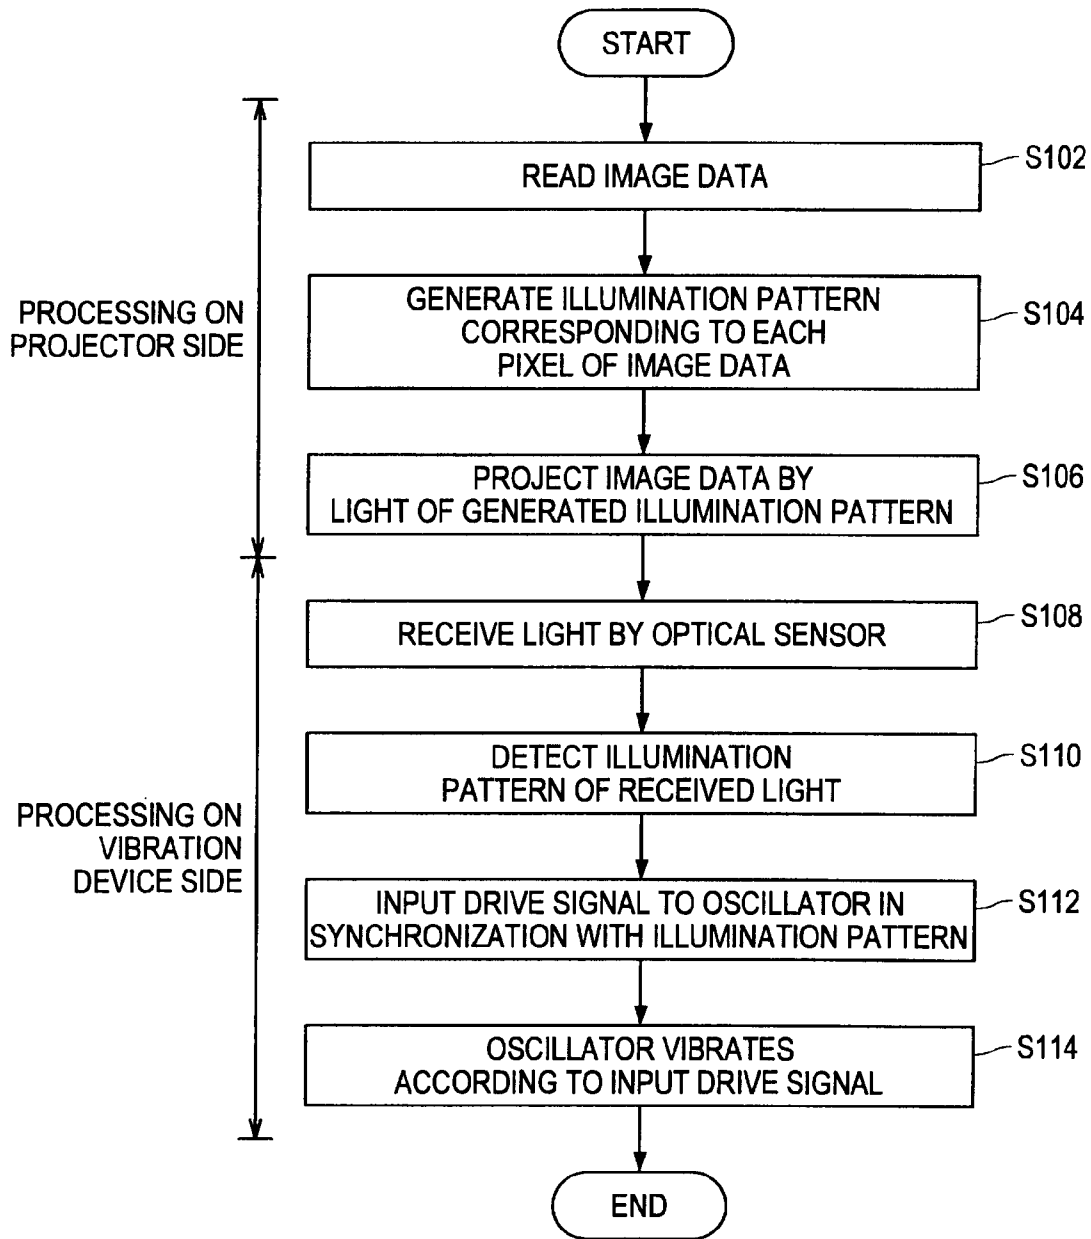 START
READ IMAGE DATA
S102
GENERATE ILLUMINATION PATTERN
CORRESPONDING TO EACH
PIXEL OF IMAGE DATA
S104
PROCESSING ON
PROJECTOR SIDE
PROJECT IMAGE DATA BY
LIGHT OF GENERATED ILLUMINATION PATTERN
S106
RECEIVE LIGHT BY OPTICAL SENSOR
S108
DETECT ILLUMINATION
PATTERN OF RECEIVED LIGHT
S110
PROCESSING ON
VIBRATION
DEVICE SIDE
INPUT DRIVE SIGNAL TO OSCILLATOR IN
SYNCHRONIZATION WITH ILLUMINATION PATTERN
S112
OSCILLATOR VIBRATES
ACCORDING TO INPUT DRIVE SIGNAL
S114
END